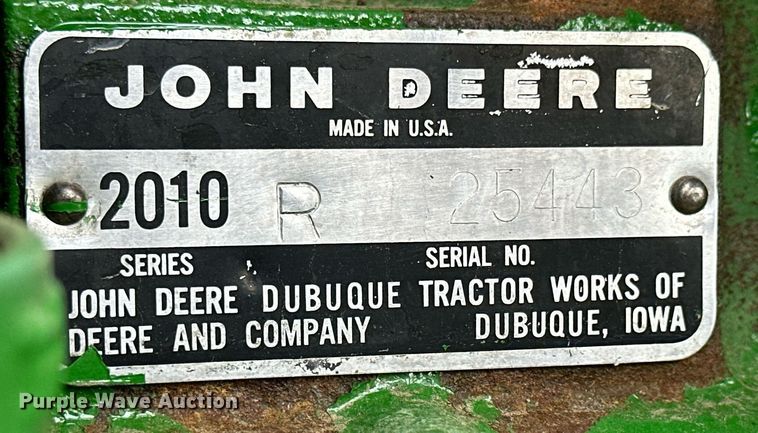 JOHN DEERE
MADE IN U.S.A.
2010 R 25443
SERIES SERIAL NO.
JOHN DEERE DUBUQUE TRACTOR WORKS OF
DEERE AND COMPANY DUBUQUE, IOWA
Purple Wave Auction